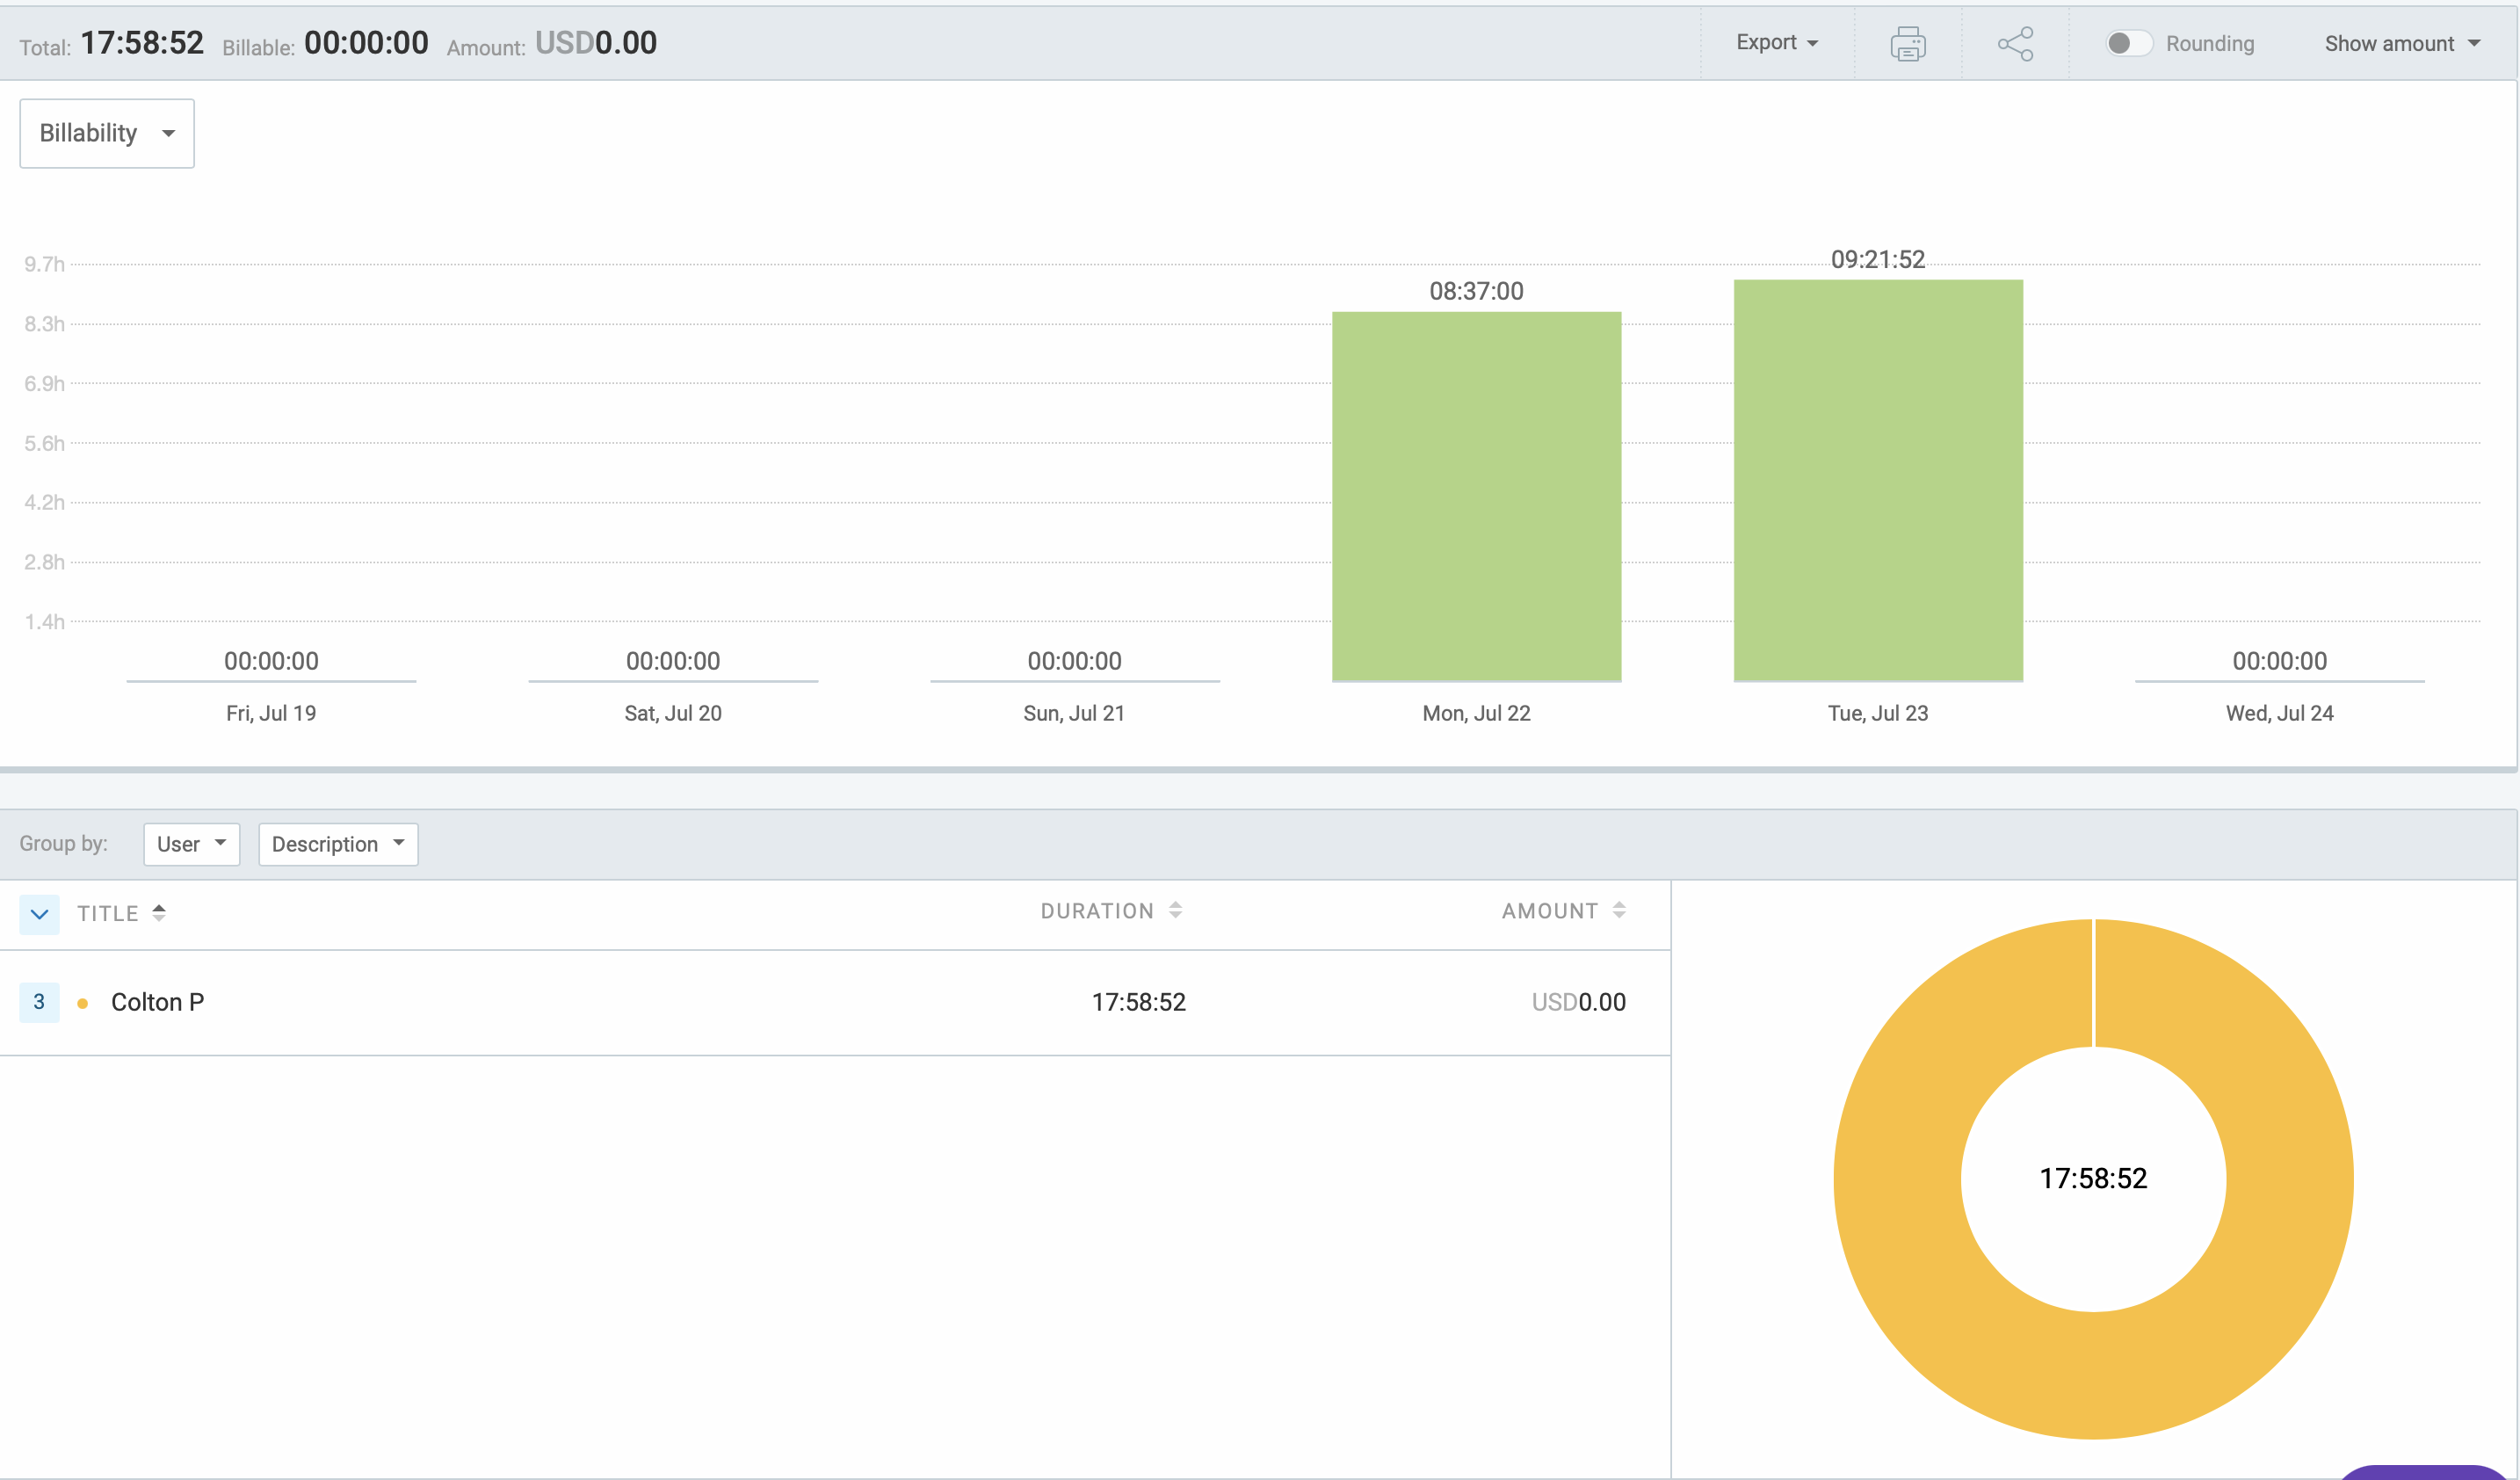 Total: 17:58:52 Billable: 00:00:00 Amount: USD0.00 Export Rounding Show amount
Billability
9.7h
09:21:52
08:37:00
8.3h
6.9h
5.6h
4.2h
2.8h
1.4h
00:00:00 00:00:00 00:00:00 00:00:00
Fri, Jul 19 Sat, Jul 20 Sun, Jul 21 Mon, Jul 22 Tue, Jul 23 Wed, Jul 24
Group by: User Description
TITLE DURATION AMOUNT
3 Colton P 17:58:52 USD0.00
17:58:52